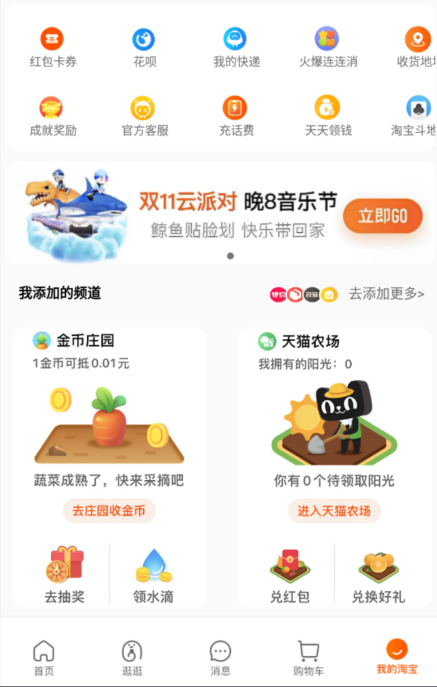 红包卡券 花呗 我的快递 火爆连连消 收货地
成就奖励 官方客服 充话费 天天领钱 淘宝斗地
双11云派对 晚8音乐节
鲸鱼贴脸划 快乐带回家
立即GO
我添加的频道 去添加更多>
金币庄园
1金币可抵0.01元
蔬菜成熟了，快来采摘吧
去庄园收金币
去抽奖 领水滴
天猫农场
我拥有的阳光：0
你有0个待领取阳光
进入天猫农场
兑红包 兑换好礼
首页 逛逛 消息 购物车 我的淘宝